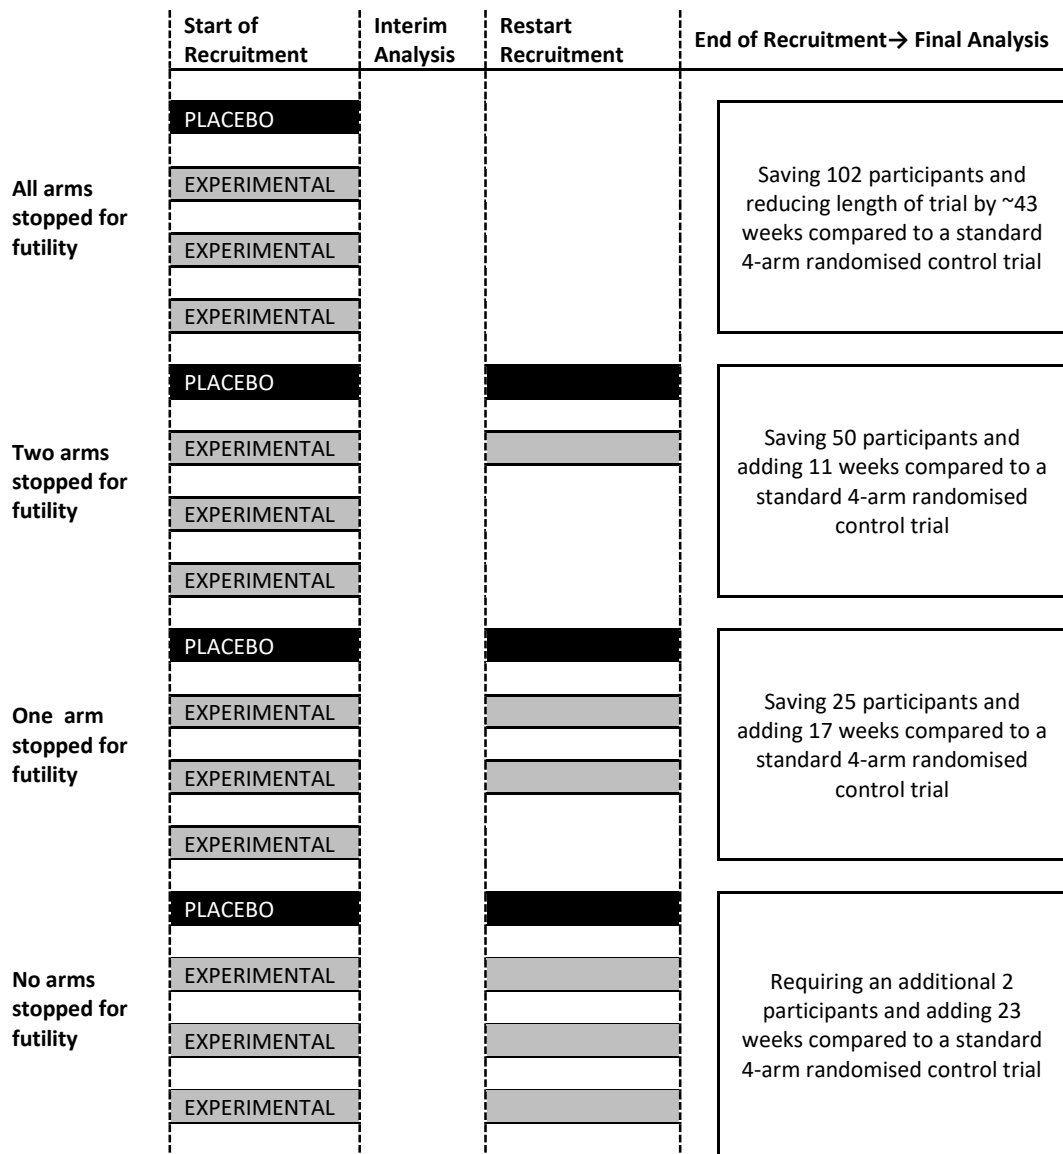 Start of Recruitment
Interim Analysis
Restart Recruitment
End of Recruitment→ Final Analysis
All arms
stopped for
futility
PLACEBO
EXPERIMENTAL
EXPERIMENTAL
EXPERIMENTAL
Saving 102 participants and
reducing length of trial by ~43
weeks compared to a standard
4-arm randomised control trial
Two arms
stopped for
futility
PLACEBO
EXPERIMENTAL
EXPERIMENTAL
EXPERIMENTAL
Saving 50 participants and
adding 11 weeks compared to a
standard 4-arm randomised
control trial
One arm
stopped for
futility
PLACEBO
EXPERIMENTAL
EXPERIMENTAL
EXPERIMENTAL
Saving 25 participants and
adding 17 weeks compared to a
standard 4-arm randomised
control trial
No arms
stopped for
futility
PLACEBO
EXPERIMENTAL
EXPERIMENTAL
EXPERIMENTAL
Requiring an additional 2
participants and adding 23
weeks compared to a standard
4-arm randomised control trial